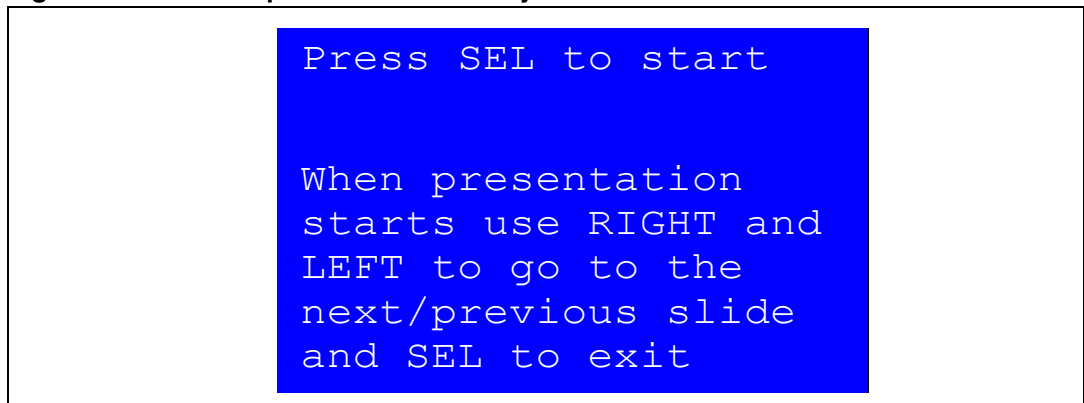 Press SEL to start
When presentation
starts use RIGHT and
LEFT to go to the
next/previous slide
and SEL to exit